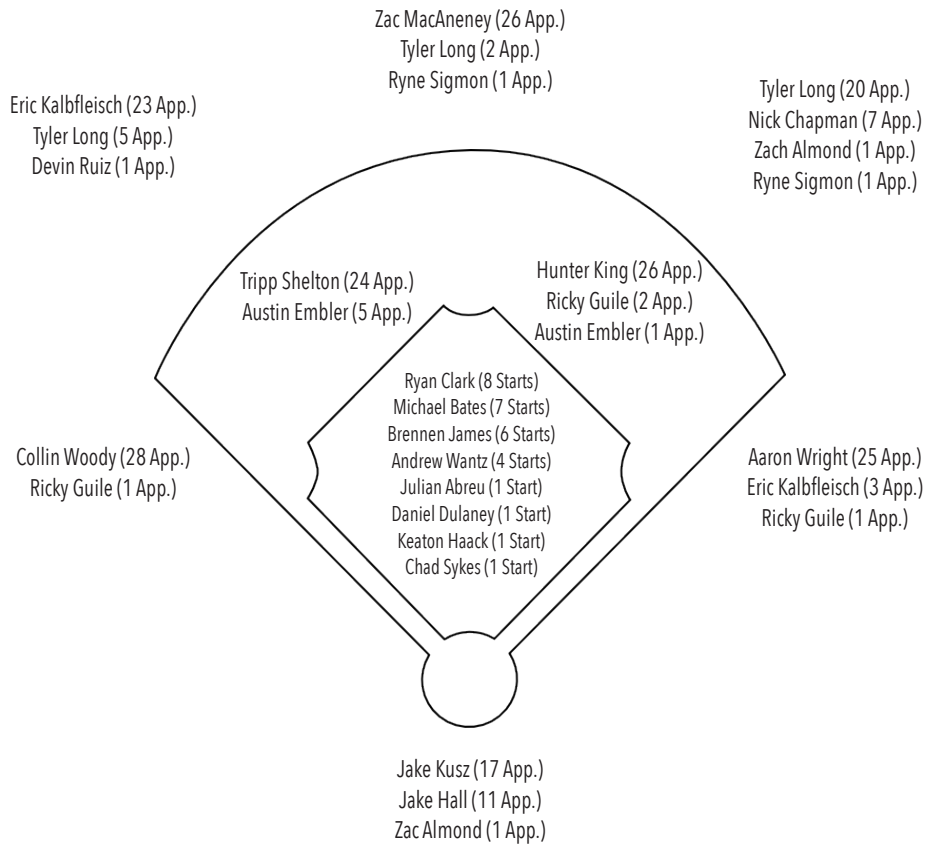 Zac MacAneney (26 App.)
Tyler Long (2 App.)
Ryne Sigmon (1 App.)
Eric Kalbfleisch (23 App.)
Tyler Long (5 App.)
Devin Ruiz (1 App.)
Tyler Long (20 App.)
Nick Chapman (7 App.)
Zach Almond (1 App.)
Ryne Sigmon (1 App.)
Tripp Shelton (24 App.)
Austin Embler (5 App.)
Hunter King (26 App.)
Ricky Guile (2 App.)
Austin Embler (1 App.)
Ryan Clark (8 Starts)
Michael Bates (7 Starts)
Brennen James (6 Starts)
Andrew Wantz (4 Starts)
Julian Abreu (1 Start)
Daniel Dulaney (1 Start)
Keaton Haack (1 Start)
Chad Sykes (1 Start)
Collin Woody (28 App.)
Ricky Guile (1 App.)
Aaron Wright (25 App.)
Eric Kalbfleisch (3 App.)
Ricky Guile (1 App.)
Jake Kusz (17 App.)
Jake Hall (11 App.)
Zac Almond (1 App.)